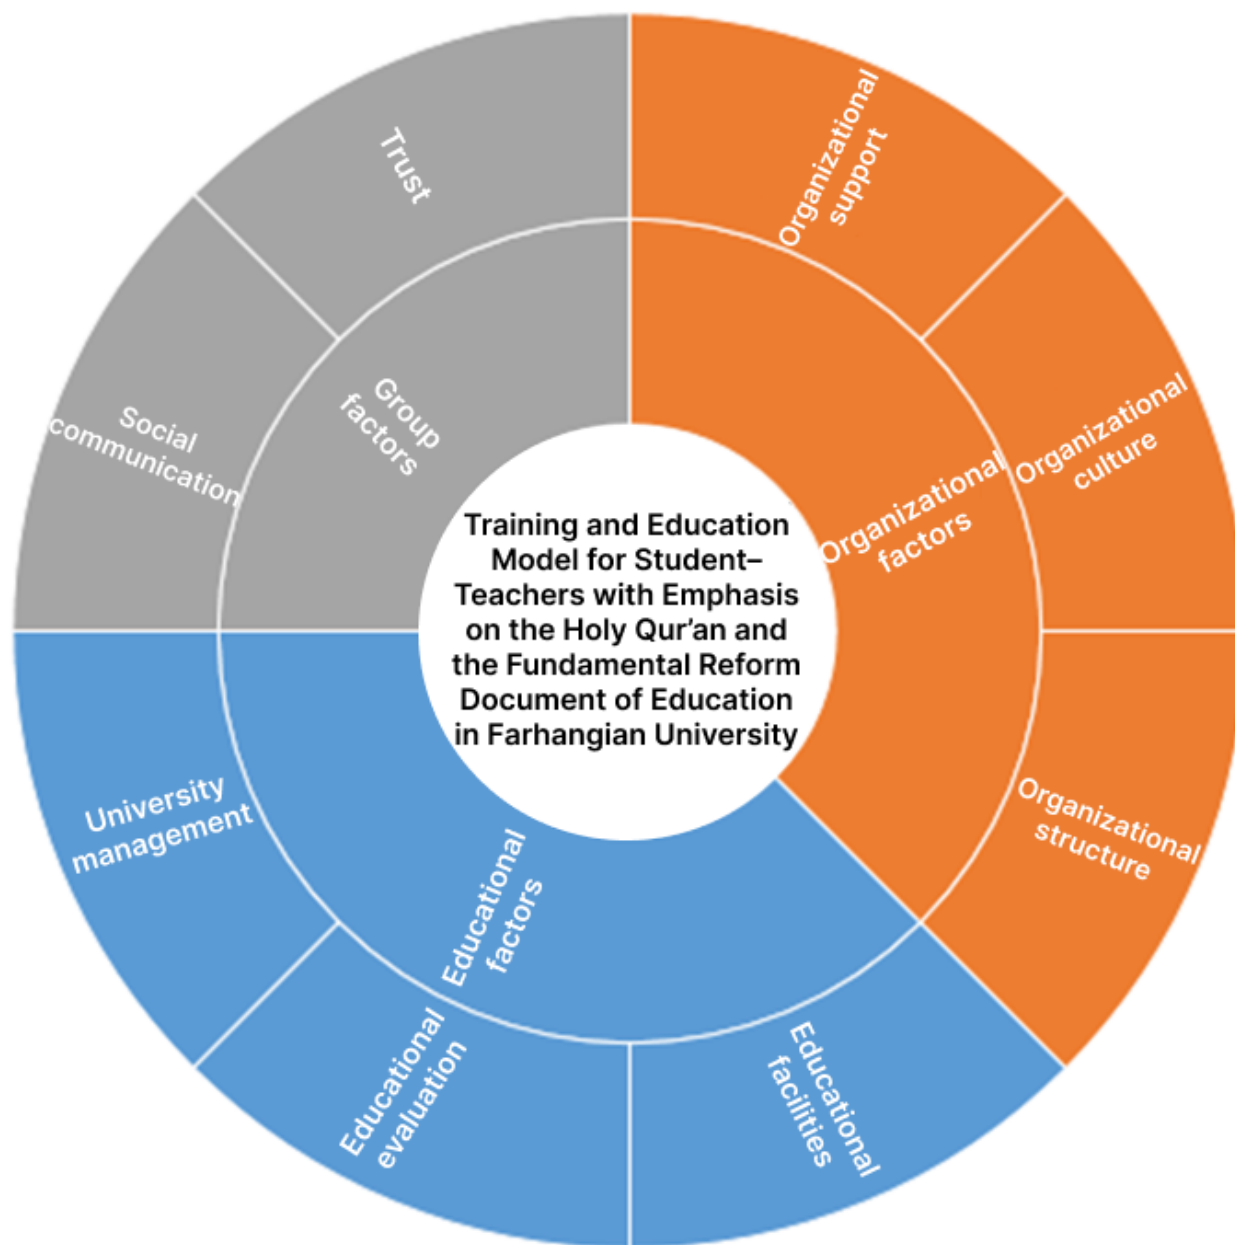 Training and Education
Model for Student–
Teachers with Emphasis
on the Holy Qur’an and
the Fundamental Reform
Document of Education
in Farhangian University
Organizational
factors
Organizational
support
Organizational
culture
Organizational
structure
Educational
factors
Educational
facilities
Educational
evaluation
University
management
Group
factors
Social
communication
Trust